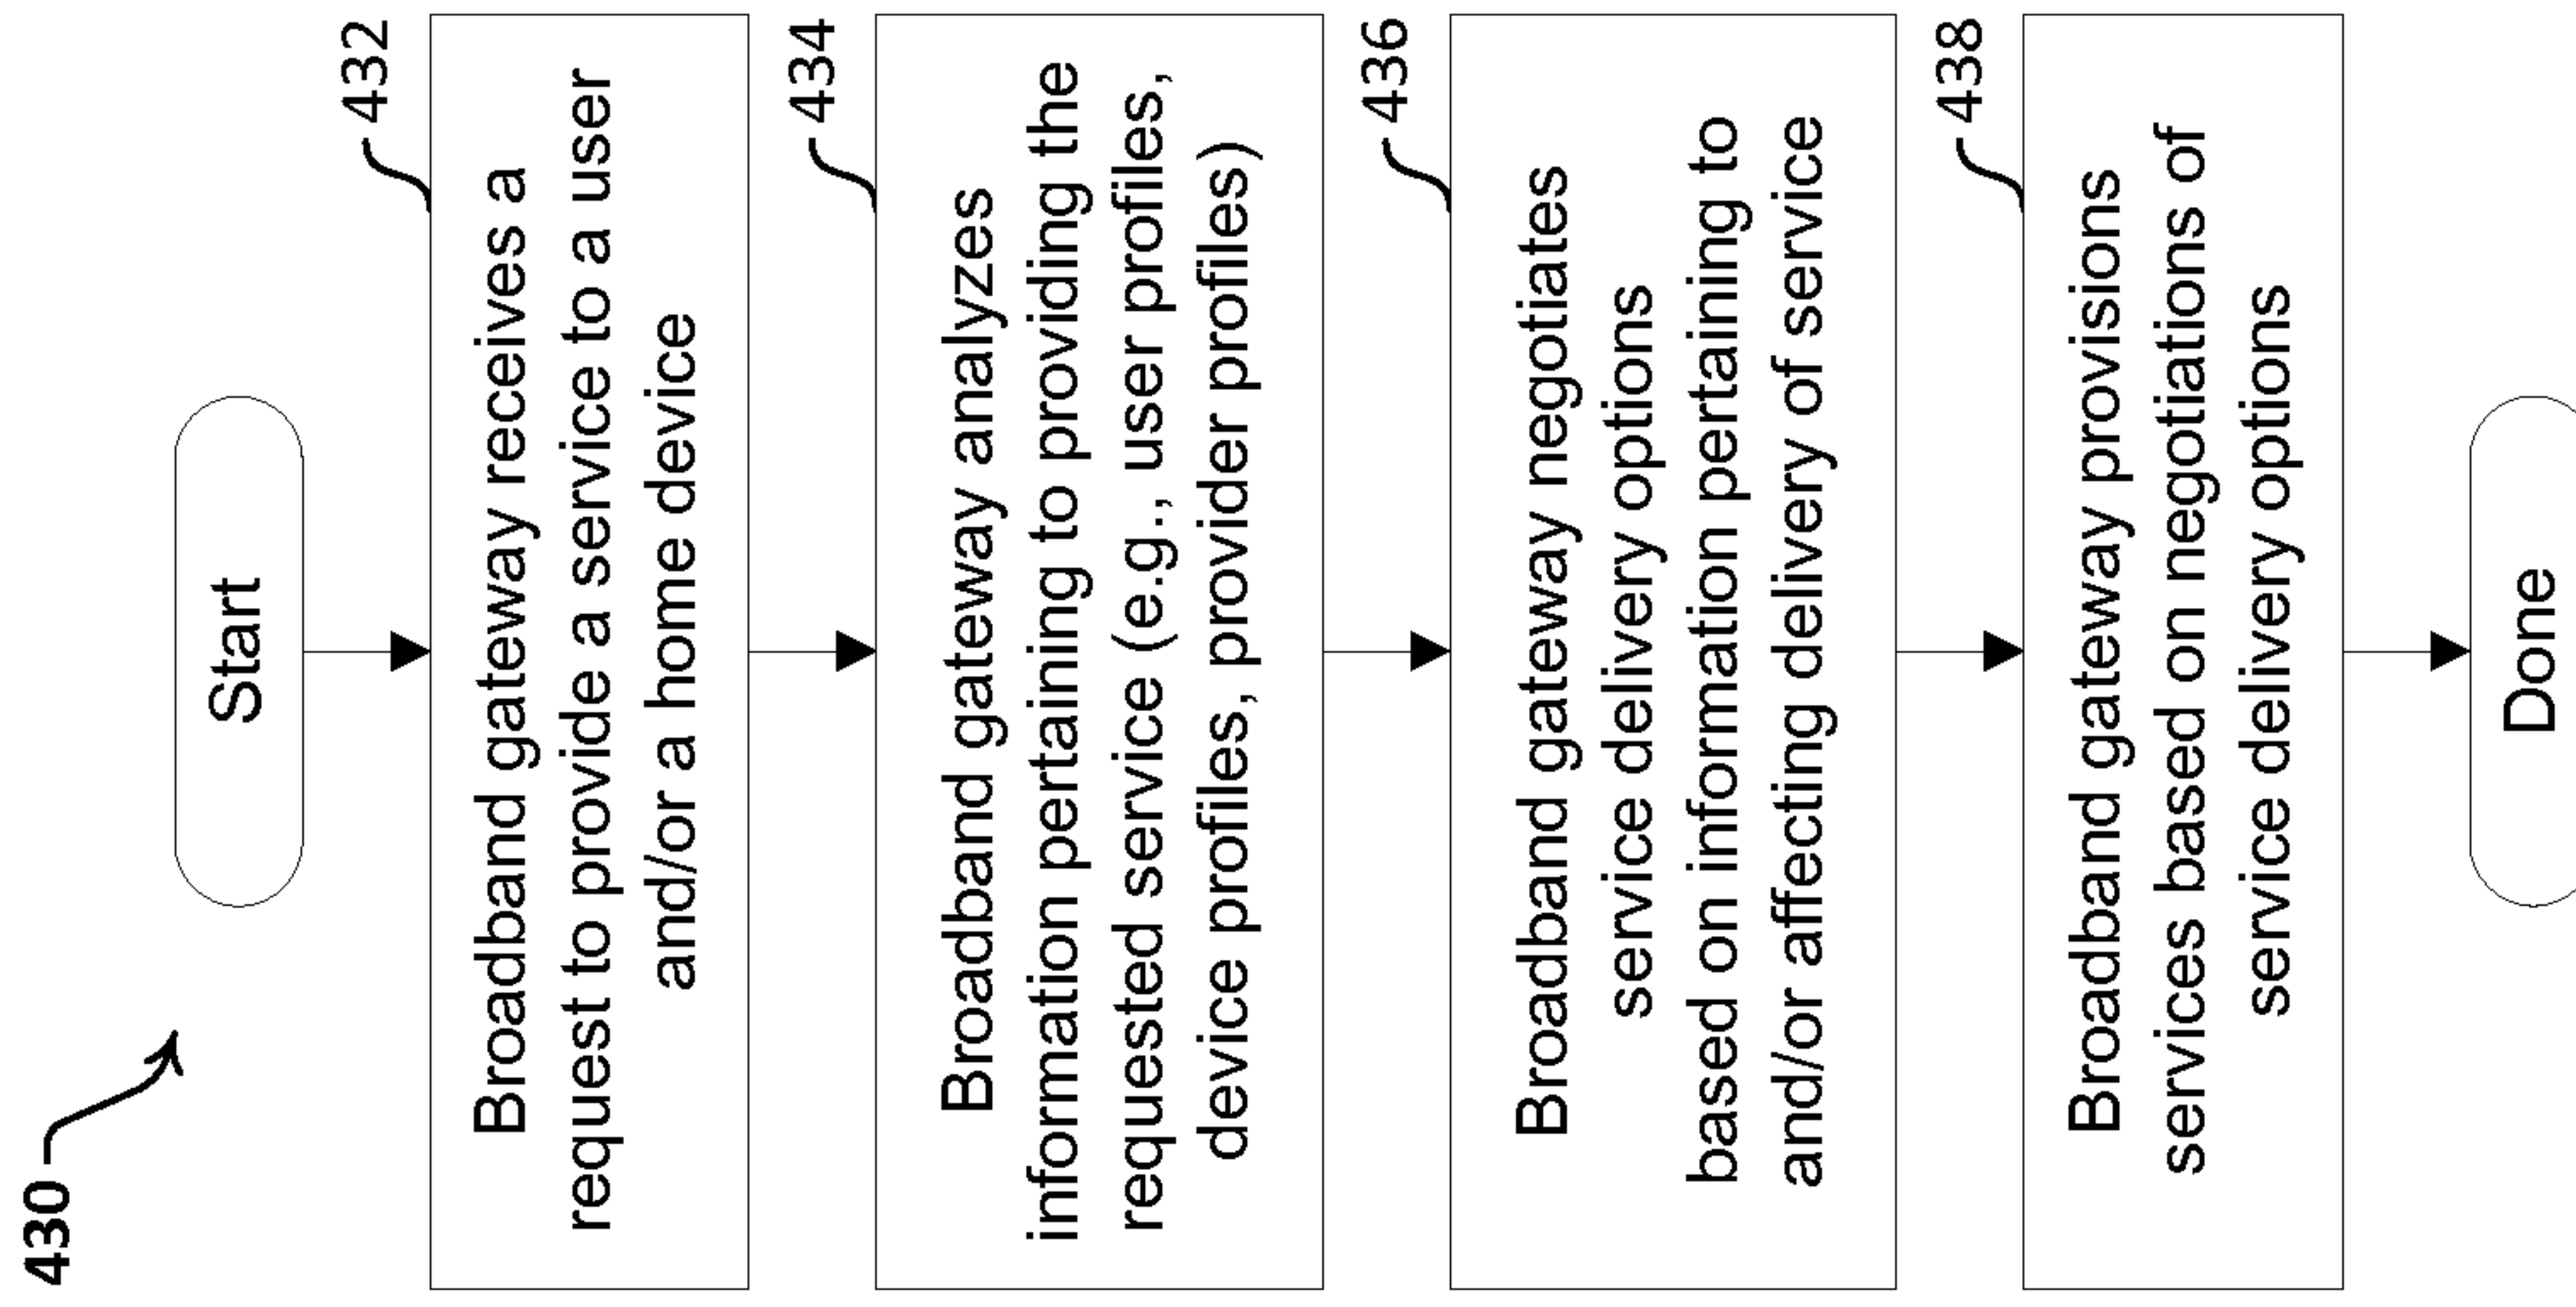 430
Start
432
Broadband gateway receives a
request to provide a service to a user
and/or a home device
434
Broadband gateway analyzes
information pertaining to providing the
requested service (e.g., user profiles,
device profiles, provider profiles)
436
Broadband gateway negotiates
service delivery options
based on information pertaining to
and/or affecting delivery of service
438
Broadband gateway provisions
services based on negotiations of
service delivery options
Done